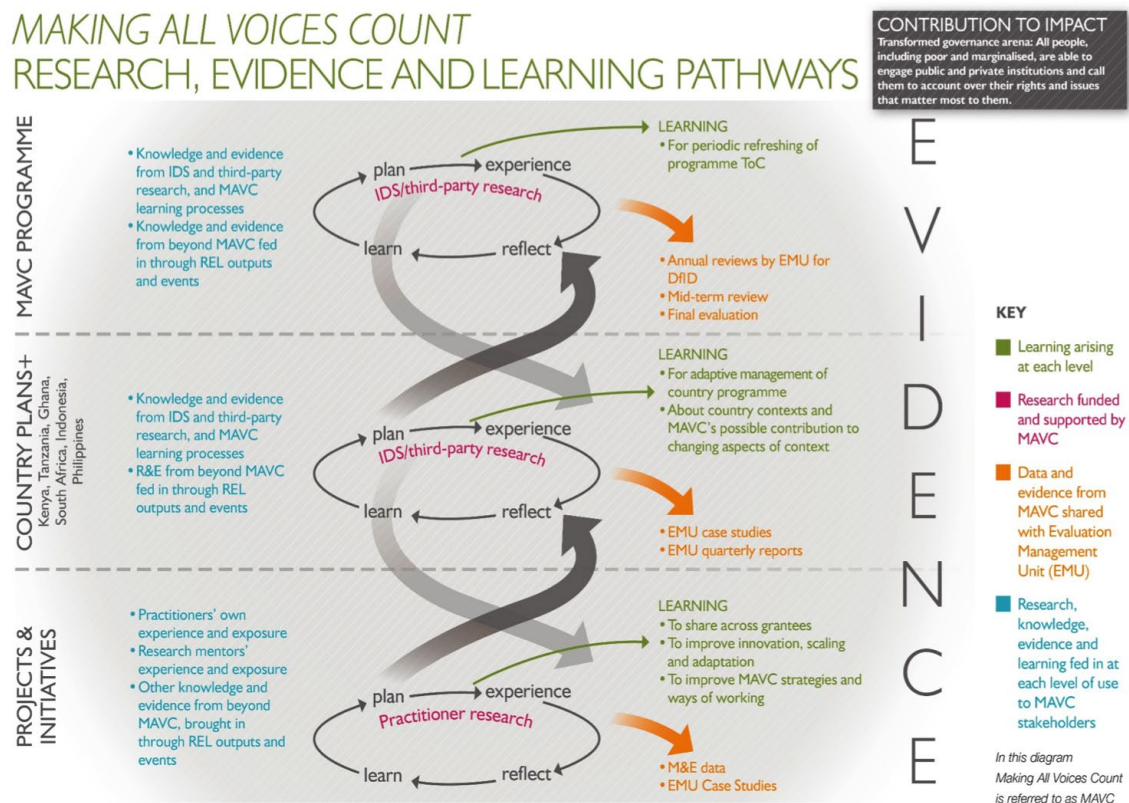 MAKING ALL VOICES COUNT
RESEARCH, EVIDENCE AND LEARNING PATHWAYS
CONTRIBUTION TO IMPACT
Transformed governance arena: All people,
including poor and marginalised, are able to
engage public and private institutions and call
them to account over their rights and issues
that matter most to them.
MAVC PROGRAMME
• Knowledge and evidence
from IDS and third-party
research, and MAVC
learning processes
• Knowledge and evidence
from beyond MAVC fed
in through REL outputs
and events
plan
experience
IDS/third-party research
learn
reflect
LEARNING
• For periodic refreshing of
programme ToC
• Annual reviews by EMU for
DfID
• Mid-term review
• Final evaluation
COUNTRY PLANS+
Kenya, Tanzania, Ghana,
South Africa, Indonesia,
Philippines
• Knowledge and evidence
from IDS and third-party
research, and MAVC
learning processes
• R&E from beyond MAVC
fed in through REL
outputs and events
plan
experience
IDS/third-party research
learn
reflect
LEARNING
• For adaptive management of
country programme
• About country contexts and
MAVC's possible contribution to
changing aspects of context
• EMU case studies
• EMU quarterly reports
PROJECTS &
INITIATIVES
• Practitioners' own
experience and exposure
• Research mentors'
experience and exposure
• Other knowledge and
evidence from beyond
MAVC, brought in
through REL outputs and
events
plan
experience
Practitioner research
learn
reflect
LEARNING
• To share across grantees
• To improve innovation, scaling
and adaptation
• To improve MAVC strategies and
ways of working
• M&E data
• EMU Case Studies
EVIDENCE
KEY
Learning arising
at each level
Research funded
and supported by
MAVC
Data and
evidence from
MAVC shared
with Evaluation
Management
Unit (EMU)
Research,
knowledge,
evidence and
learning fed in at
each level of use
to MAVC
stakeholders
In this diagram
Making All Voices Count
is referred to as MAVC